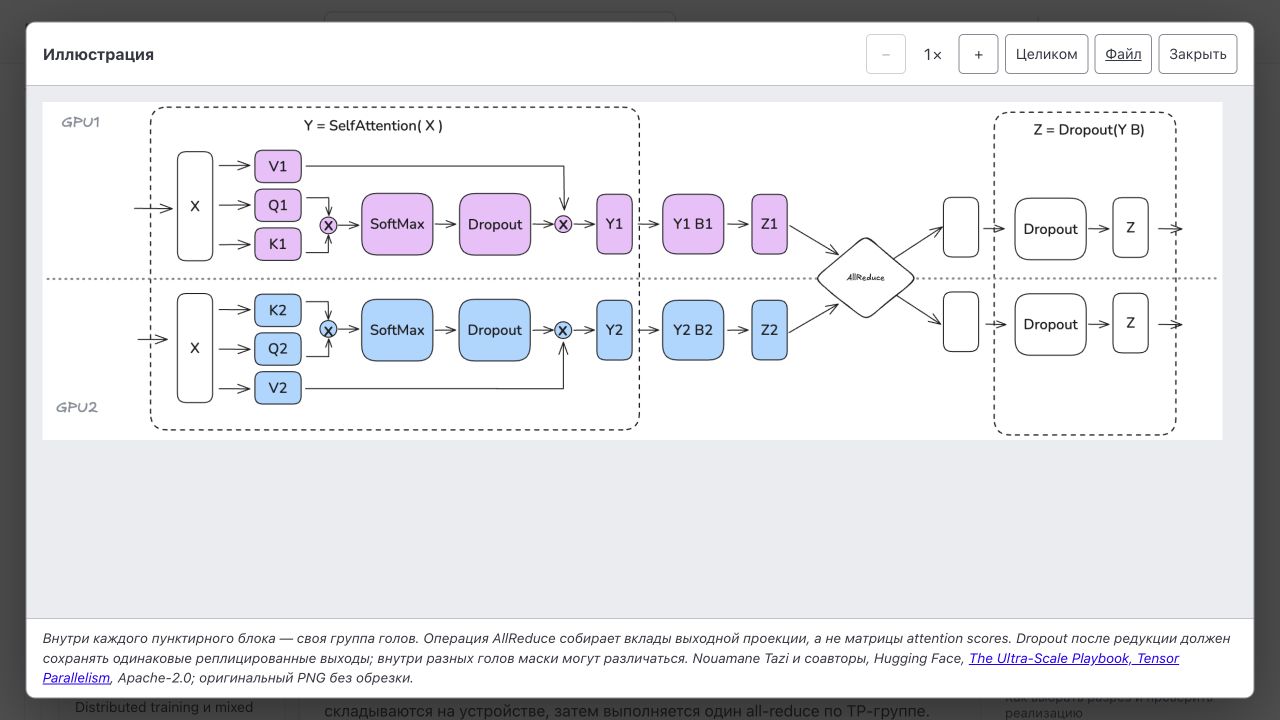 Иллюстрация
−
1×
+
Целиком
Файл
Закрыть
GPU1
Y = SelfAttention( X )
Z = Dropout(Y B)
V1
X
Q1
K1
X
SoftMax
Dropout
X
Y1
Y1 B1
Z1
Dropout
Z
AllReduce
K2
X
Q2
V2
X
SoftMax
Dropout
X
Y2
Y2 B2
Z2
Dropout
Z
GPU2
Внутри каждого пунктирного блока — своя группа голов. Операция AllReduce собирает вклады выходной проекции, а не матрицы attention scores. Dropout после редукции должен
сохранять одинаковые реплицированные выходы; внутри разных голов маски могут различаться. Nouamane Tazi и соавторы, Hugging Face, The Ultra-Scale Playbook, Tensor
Parallelism, Apache-2.0; оригинальный PNG без обрезки.
Distributed training и mixed
складываются на устройстве, затем выполняется один all-reduce по TP-группе.
Как выбрать разрез и проверить
реализацию